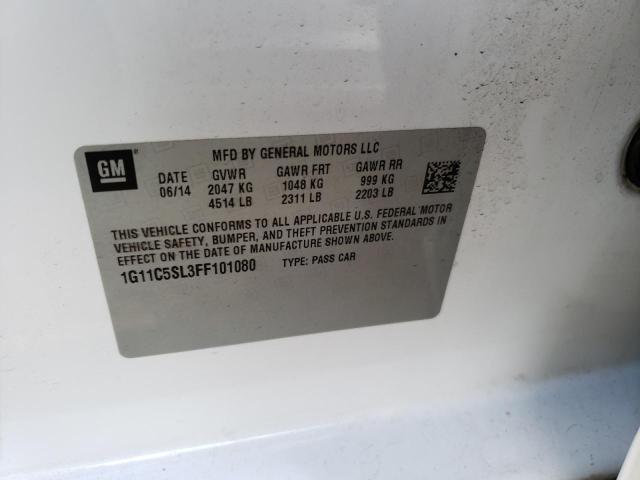 GM
MFD BY GENERAL MOTORS LLC
DATE GVWR GAWR FRT GAWR RR
06/14 2047 KG 1048 KG 999 KG
4514 LB 2311 LB 2203 LB
THIS VEHICLE CONFORMS TO ALL APPLICABLE U.S. FEDERAL MOTOR
VEHICLE SAFETY, BUMPER, AND THEFT PREVENTION STANDARDS IN
EFFECT ON THE DATE OF MANUFACTURE SHOWN ABOVE.
1G11C5SL3FF101080 TYPE: PASS CAR